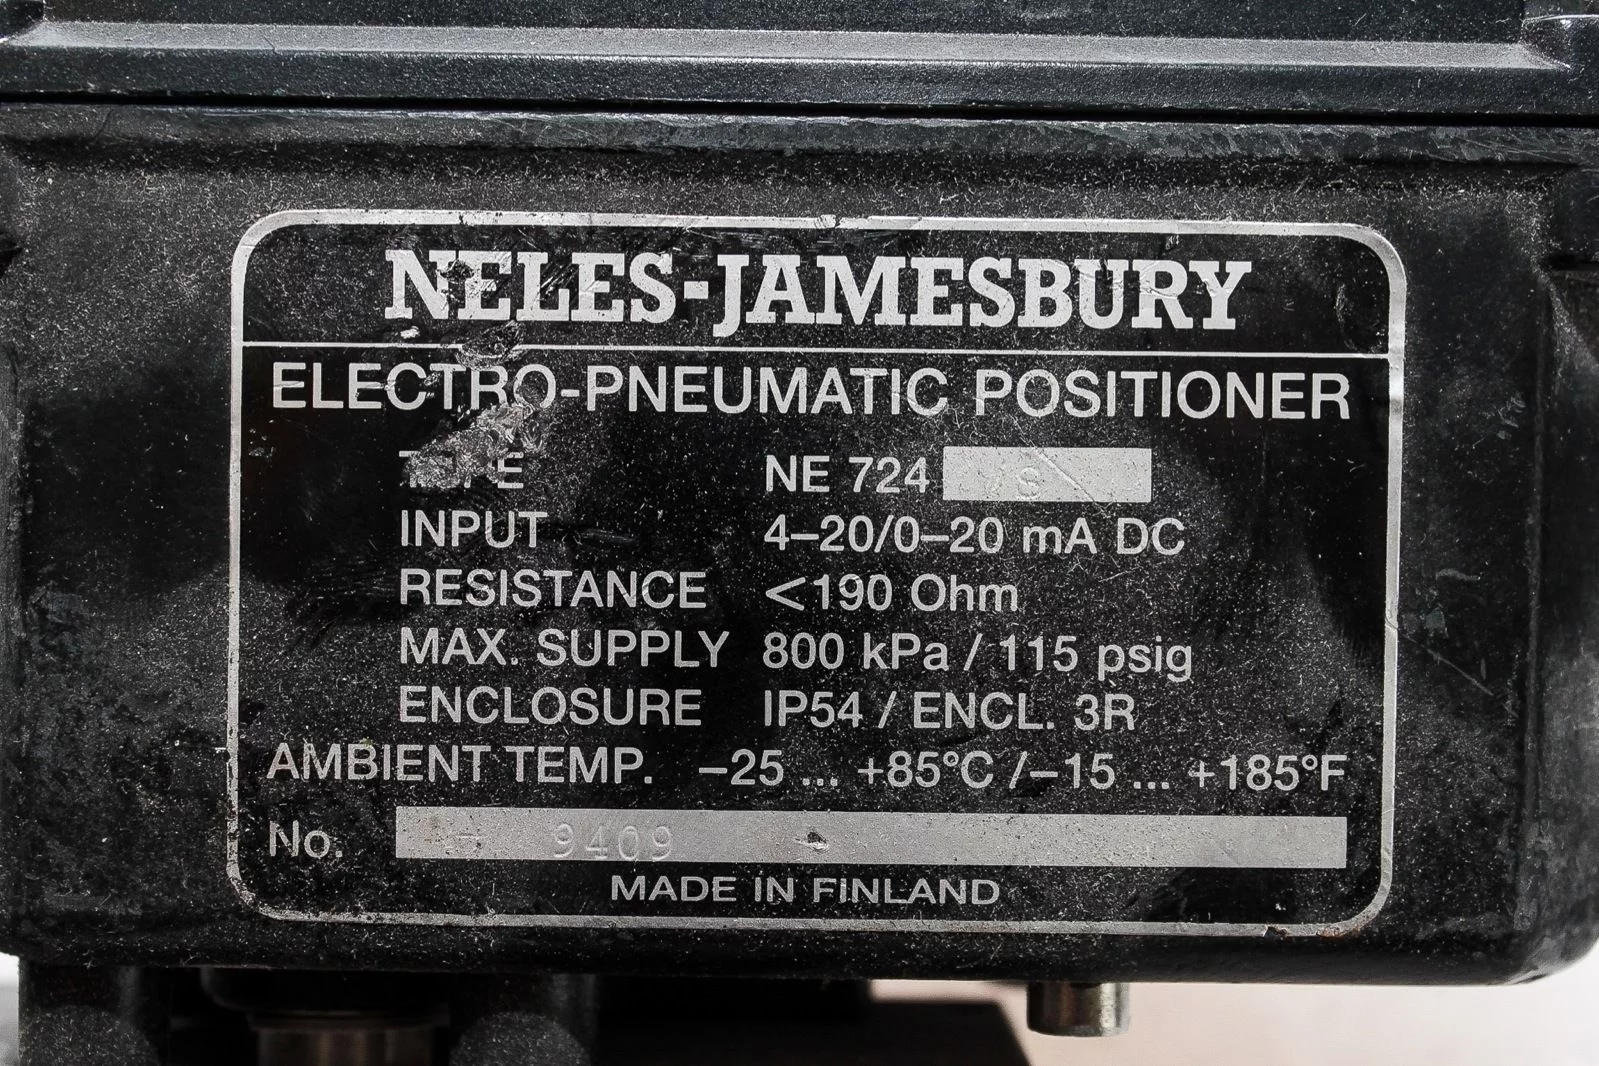 NELES-JAMESBURY
ELECTRO-PNEUMATIC POSITIONER
TYPE NE 724
INPUT 4–20/0–20 mA DC
RESISTANCE <190 Ohm
MAX. SUPPLY 800 kPa / 115 psig
ENCLOSURE IP54 / ENCL. 3R
AMBIENT TEMP. –25 ... +85°C /–15 ... +185°F
No. 9409
MADE IN FINLAND